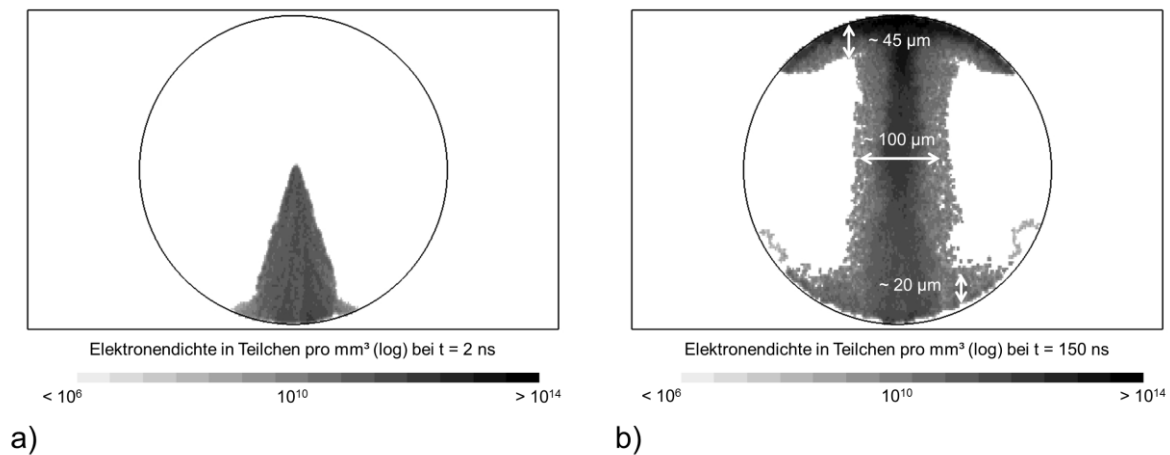 ~ 45 µm
~ 100 µm
~ 20 µm
Elektronendichte in Teilchen pro mm³ (log) bei t = 2 ns
< 10⁶ 10¹⁰ > 10¹⁴
a)
Elektronendichte in Teilchen pro mm³ (log) bei t = 150 ns
< 10⁶ 10¹⁰ > 10¹⁴
b)